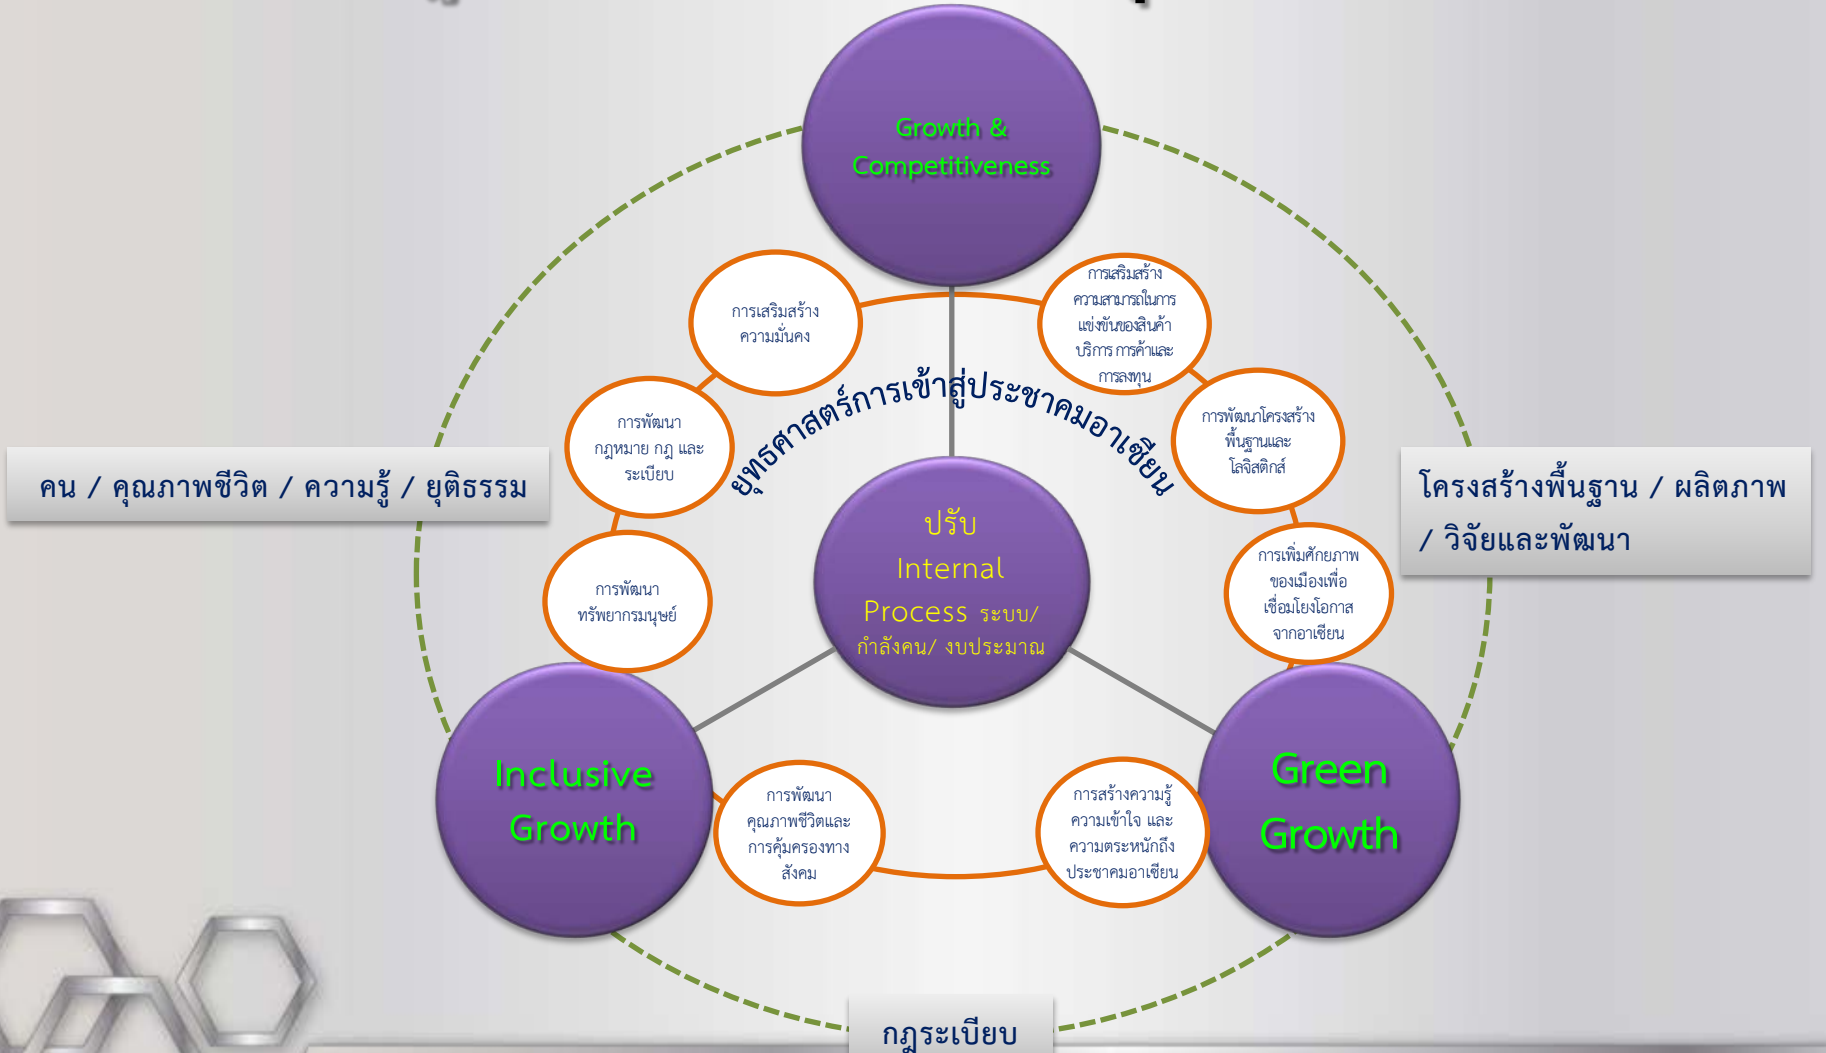 Growth &
Competitiveness
การเสริมสร้าง
ความมั่นคง
การเสริมสร้าง
ความสามารถในการ
แข่งขันของสินค้า
บริการ การค้าและ
การลงทุน
ยุทธศาสตร์การเข้าสู่ประชาคมอาเซียน
การพัฒนา
กฎหมาย กฎ และ
ระเบียบ
การพัฒนาโครงสร้าง
พื้นฐานและ
โลจิสติกส์
คน / คุณภาพชีวิต / ความรู้ / ยุติธรรม
โครงสร้างพื้นฐาน / ผลิตภาพ
/ วิจัยและพัฒนา
ปรับ
Internal
Process ระบบ/
กำลังคน/ งบประมาณ
การพัฒนา
ทรัพยากรมนุษย์
การเพิ่มศักยภาพ
ของเมืองเพื่อ
เชื่อมโยงโอกาส
จากอาเซียน
Inclusive
Growth
Green
Growth
การพัฒนา
คุณภาพชีวิตและ
การคุ้มครองทาง
สังคม
การสร้างความรู้
ความเข้าใจ และ
ความตระหนักถึง
ประชาคมอาเซียน
กฎระเบียบ